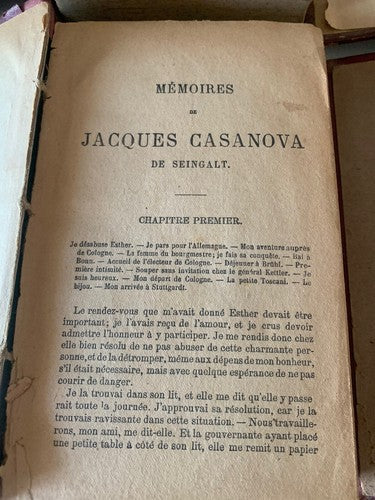 MÉMOIRES
DE
JACQUES CASANOVA
DE SEINGALT.
CHAPITRE PREMIER.
Je désabuse Esther. — Je pars pour l'Allemagne. — Mon aventure auprès
de Cologne. — La femme du bourgmestre; je fais sa conquête. — Bal à
Bonn. — Accueil de l'électeur de Cologne. — Déjeuner à Brühl. — Pre-
mière intimité. — Souper sans invitation chez le général Kettler. — Je
suis heureux. — Mon départ de Cologne. — La petite Toscani. — Le
bijou. — Mon arrivée à Stuttgardt.
Le rendez-vous que m'avait donné Esther devait être
important; je l'avais reçu de l'amour, et je crus devoir
admettre l'honneur à y participer. Je me rendis donc chez
elle bien résolu de ne pas abuser de cette charmante per-
sonne, et de la détromper, même aux dépens de mon bonheur,
s'il était nécessaire, mais avec quelque espérance de ne pas
courir de danger.
Je la trouvai dans son lit, et elle me dit qu'elle y passe
rait toute la journée. J'approuvai sa résolution, car je la
trouvais ravissante dans cette situation. — Nous travaille-
rons, mon ami, me dit-elle. Et la gouvernante ayant placé
une petite table à côté de son lit, elle me remit un papier